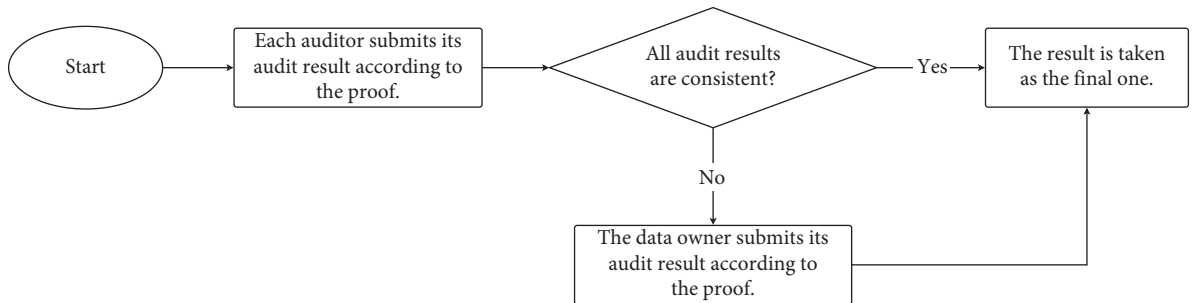 Start
Each auditor submits its
audit result according to
the proof.
All audit results
are consistent?
Yes
The result is taken
as the final one.
No
The data owner submits its
audit result according to
the proof.